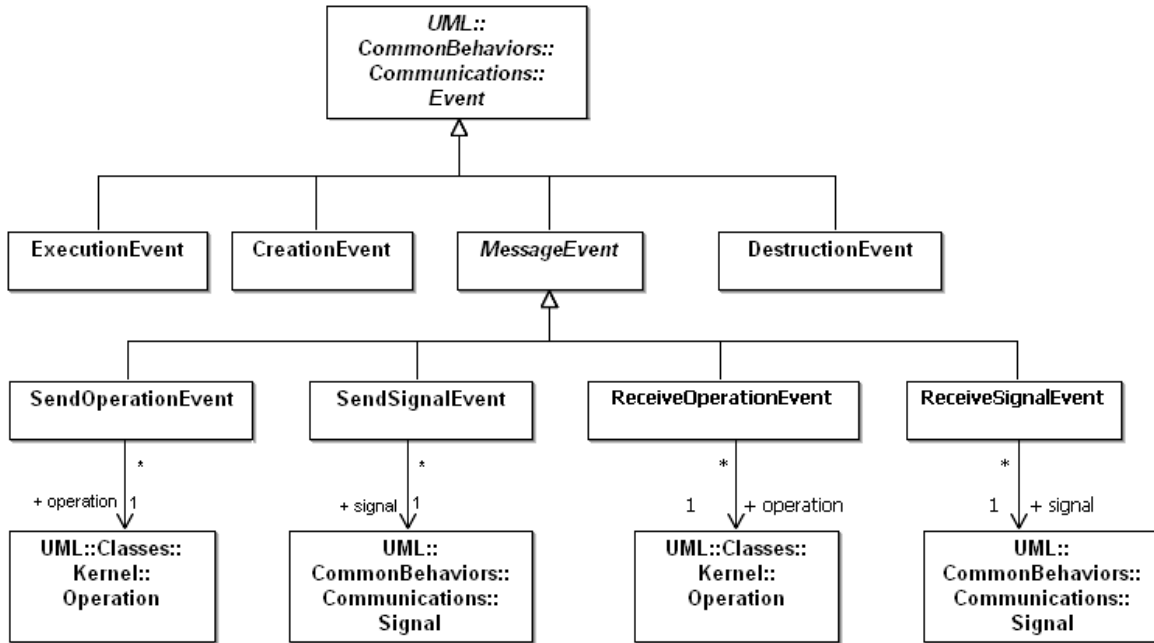 UML::
CommonBehaviors::
Communications::
Event
ExecutionEvent
CreationEvent
MessageEvent
DestructionEvent
SendOperationEvent
SendSignalEvent
ReceiveOperationEvent
ReceiveSignalEvent
*
*
*
*
+ operation 1
+ signal 1
1 + operation
1 + signal
UML::Classes::
Kernel::
Operation
UML::
CommonBehaviors::
Communications::
Signal
UML::Classes::
Kernel::
Operation
UML::
CommonBehaviors::
Communications::
Signal